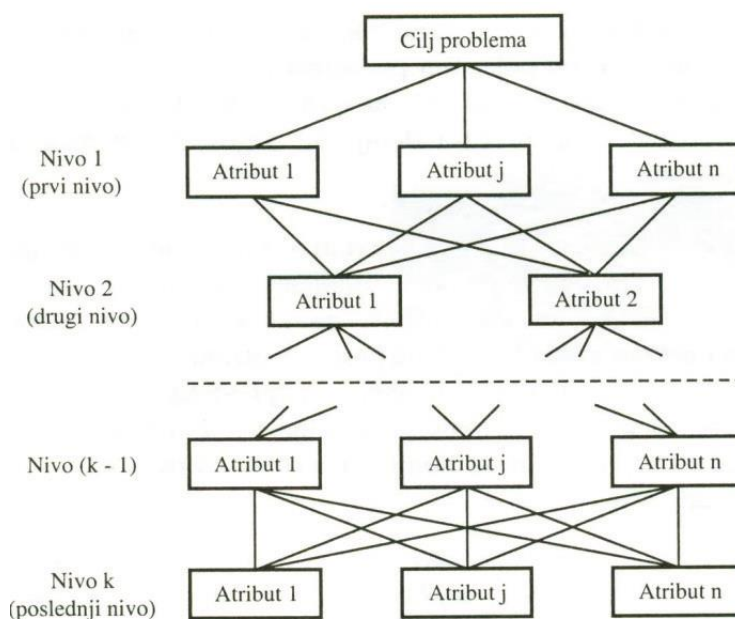 Cilj problema
Nivo 1
(prvi nivo)
Atribut 1
Atribut j
Atribut n
Nivo 2
(drugi nivo)
Atribut 1
Atribut 2
Nivo (k - 1)
Atribut 1
Atribut j
Atribut n
Nivo k
(poslednji nivo)
Atribut 1
Atribut j
Atribut n